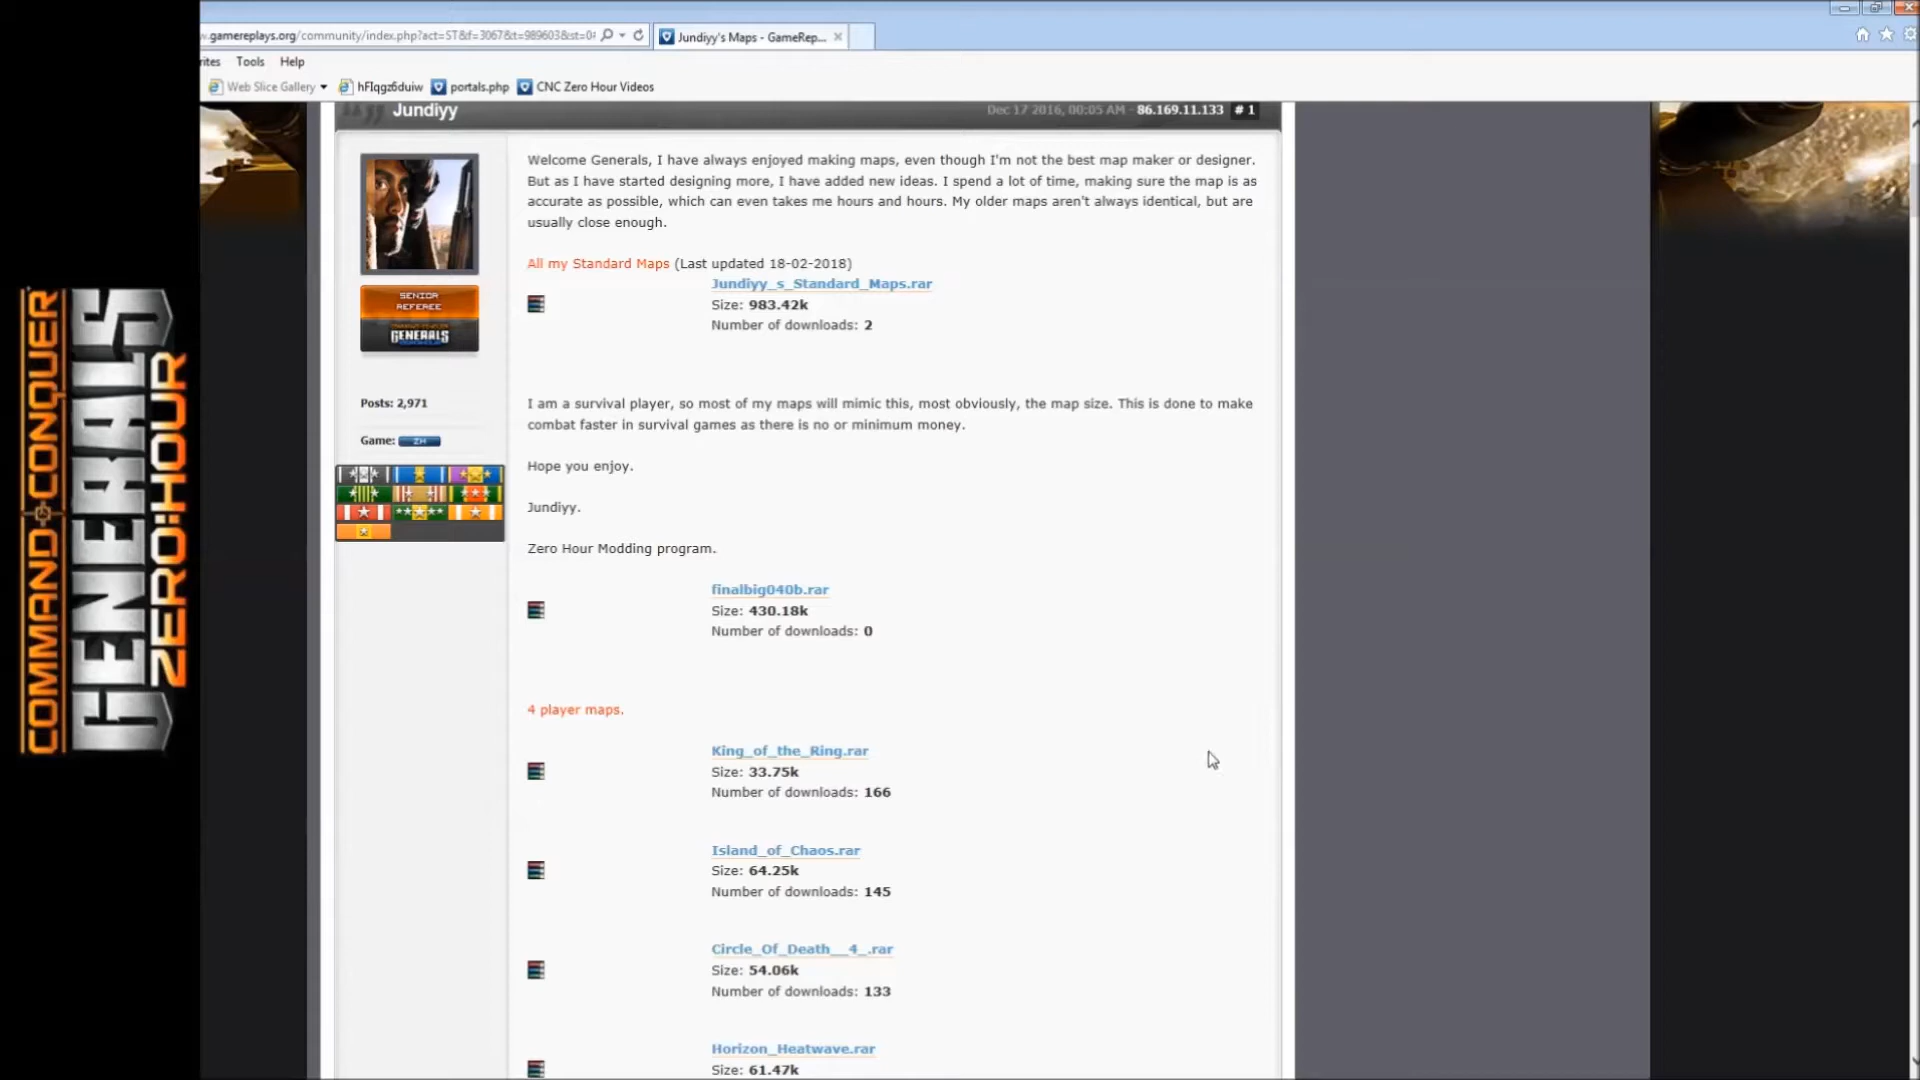 .gamereplays.org/community/index.php?act=ST&f=3067&t=989603&st=0
Jundiyy's Maps - GameRep...
rites Tools Help
Web Slice Gallery hFIqgz6duiw portals.php CNC Zero Hour Videos
Jundiyy Dec 17 2016, 00:05 AM - 86.169.11.133 # 1
Welcome Generals, I have always enjoyed making maps, even though I'm not the best map maker or designer.
But as I have started designing more, I have added new ideas. I spend a lot of time, making sure the map is as
accurate as possible, which can even takes me hours and hours. My older maps aren't always identical, but are
usually close enough.
All my Standard Maps (Last updated 18-02-2018)
Jundiyy_s_Standard_Maps.rar
Size: 983.42k
Number of downloads: 2
SENIOR
REFEREE
GENERALS
Posts: 2,971
Game: ZH
I am a survival player, so most of my maps will mimic this, most obviously, the map size. This is done to make
combat faster in survival games as there is no or minimum money.
Hope you enjoy.
Jundiyy.
Zero Hour Modding program.
finalbig040b.rar
Size: 430.18k
Number of downloads: 0
4 player maps.
King_of_the_Ring.rar
Size: 33.75k
Number of downloads: 166
Island_of_Chaos.rar
Size: 64.25k
Number of downloads: 145
Circle_Of_Death__4_.rar
Size: 54.06k
Number of downloads: 133
Horizon_Heatwave.rar
Size: 61.47k
COMMAND CONQUER
GENERALS
ZERO:HOUR